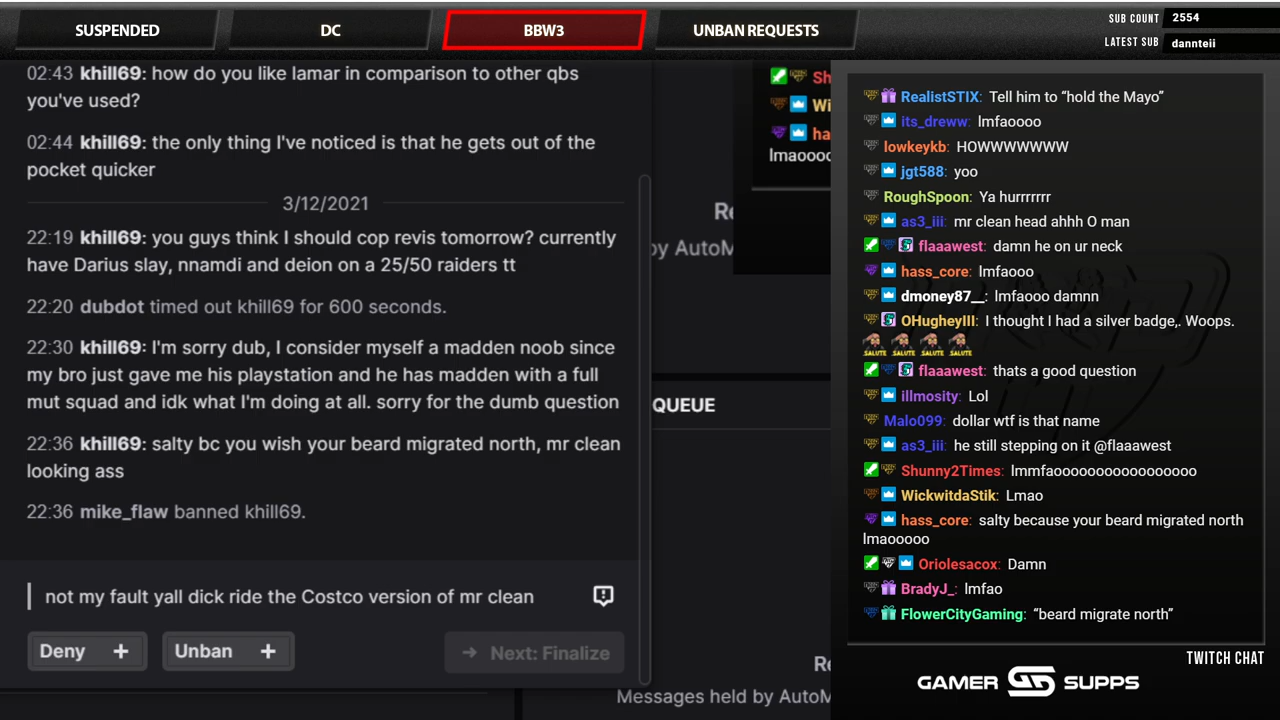 SUSPENDED
DC
BBW3
UNBAN REQUESTS
SUB COUNT 2554
LATEST SUB dannteii
02:43 khill69: how do you like lamar in comparison to other qbs
you've used?
02:44 khill69: the only thing I've noticed is that he gets out of the
pocket quicker
3/12/2021
22:19 khill69: you guys think I should cop revis tomorrow? currently
have Darius slay, nnamdi and deion on a 25/50 raiders tt
22:20 dubdot timed out khill69 for 600 seconds.
22:30 khill69: I'm sorry dub, I consider myself a madden noob since
my bro just gave me his playstation and he has madden with a full
mut squad and idk what I'm doing at all. sorry for the dumb question
22:36 khill69: salty bc you wish your beard migrated north, mr clean
looking ass
22:36 mike_flaw banned khill69.
not my fault yall dick ride the Costco version of mr clean
Deny +
Unban +
→ Next: Finalize
Sh
Wi
ha
lmaoooo
Re
by AutoM
QUEUE
Re
Messages held by AutoM
RealistSTIX: Tell him to “hold the Mayo”
its_dreww: lmfaoooo
lowkeykb: HOWWWWWWW
jgt588: yoo
RoughSpoon: Ya hurrrrrrr
as3_iii: mr clean head ahhh O man
flaaawest: damn he on ur neck
hass_core: lmfaooo
dmoney87__: lmfaooo damnn
OHugheyIII: I thought I had a silver badge,. Woops.
SALUTE SALUTE SALUTE SALUTE
flaaawest: thats a good question
illmosity: Lol
Malo099: dollar wtf is that name
as3_iii: he still stepping on it @flaaawest
Shunny2Times: lmmfaooooooooooooooooo
WickwitdaStik: Lmao
hass_core: salty because your beard migrated north
lmaooooo
Oriolesacox: Damn
BradyJ_: lmfao
FlowerCityGaming: “beard migrate north”
TWITCH CHAT
GAMER SUPPS